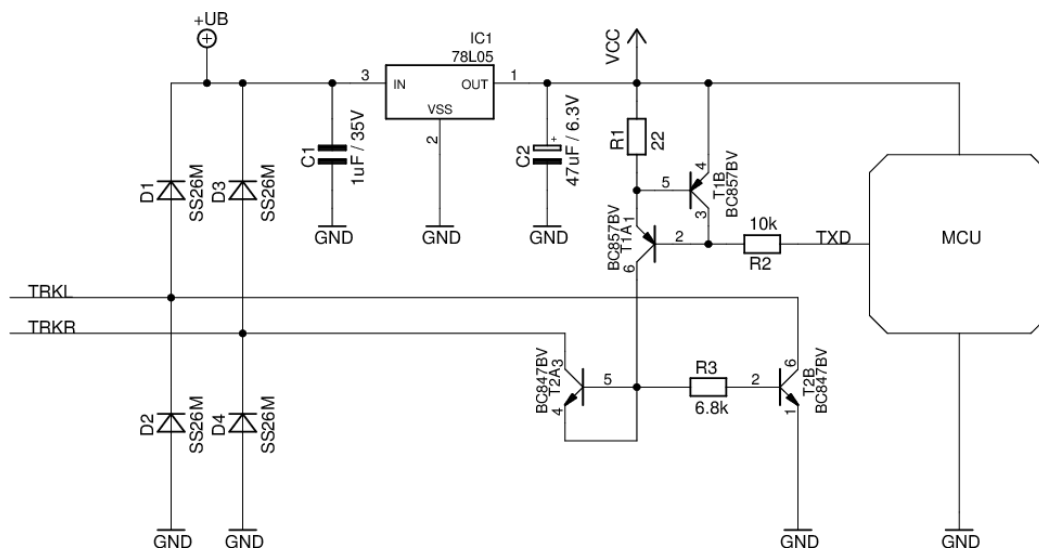 +UB
IC1
78L05
3
IN
OUT
1
VSS
2
VCC
C1
1uF / 35V
GND
GND
C2
+
47uF / 6.3V
GND
R1
22
5
4
3
T1B
BC857BV
BC857BV
T1A
1
6
2
10k
R2
TXD
MCU
D1
SS26M
D3
SS26M
TRKL
TRKR
D2
SS26M
D4
SS26M
BC847BV
T2A
3
4
5
R3
6.8k
2
6
1
T2B
BC847BV
GND
GND
GND
GND